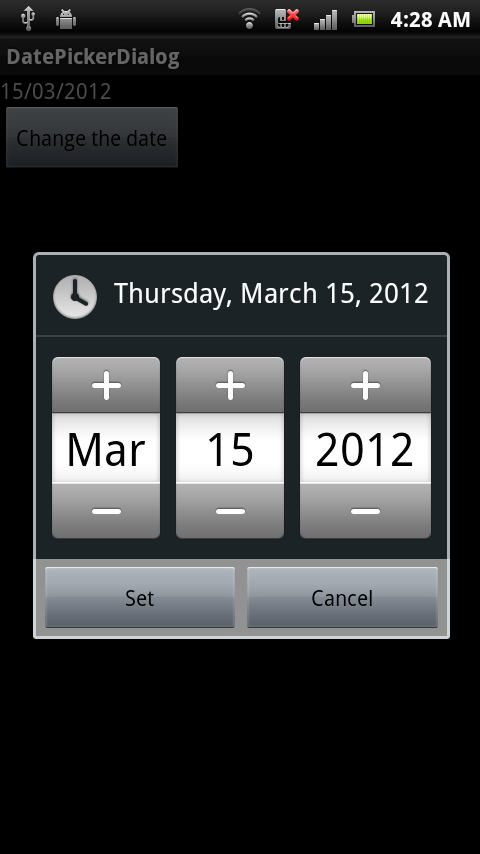 4:28 AM
DatePickerDialog
15/03/2012
Change the date
Thursday, March 15, 2012
Mar 15 2012
Set Cancel